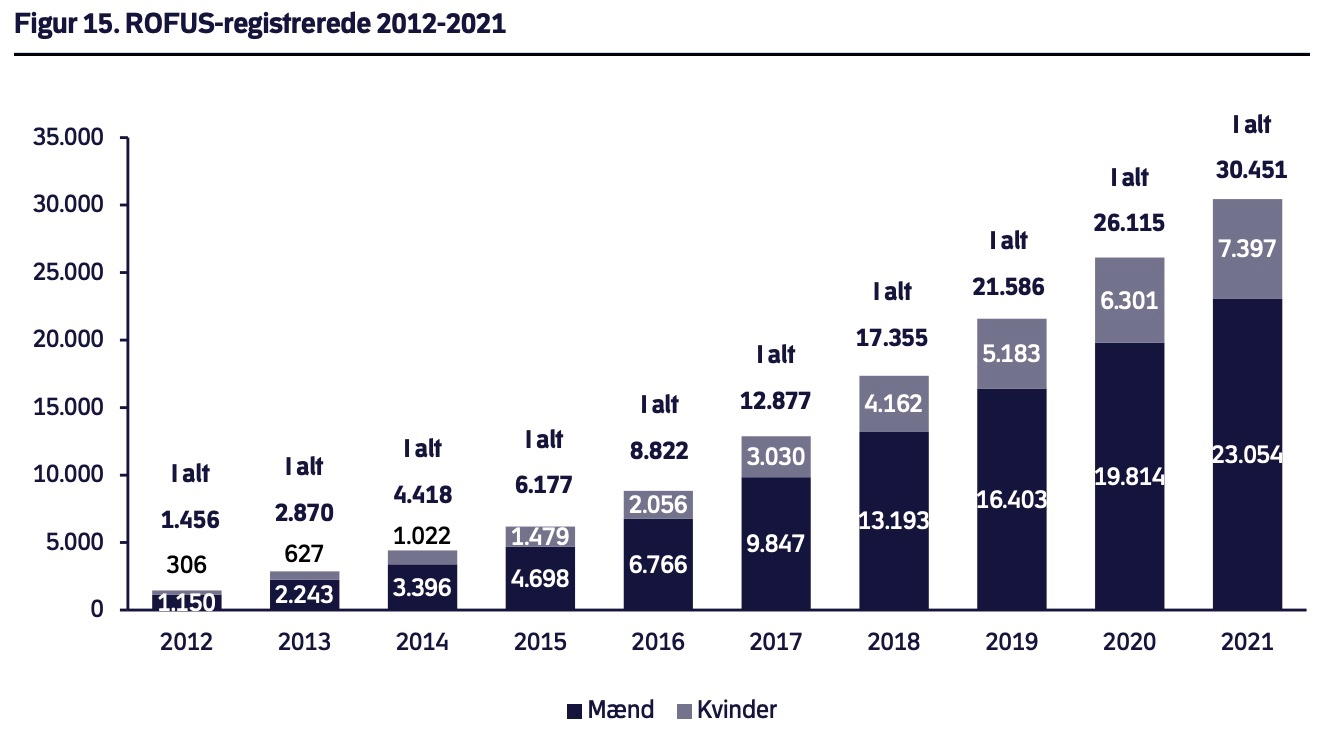 Figur 15. ROFUS-registrerede 2012-2021
35.000
30.000
25.000
20.000
15.000
10.000
5.000
0
I alt
1.456
306
1.150
I alt
2.870
627
2.243
I alt
4.418
1.022
3.396
I alt
6.177
1.479
4.698
I alt
8.822
2.056
6.766
I alt
12.877
3.030
9.847
I alt
17.355
4.162
13.193
I alt
21.586
5.183
16.403
I alt
26.115
6.301
19.814
I alt
30.451
7.397
23.054
2012 2013 2014 2015 2016 2017 2018 2019 2020 2021
Mænd Kvinder